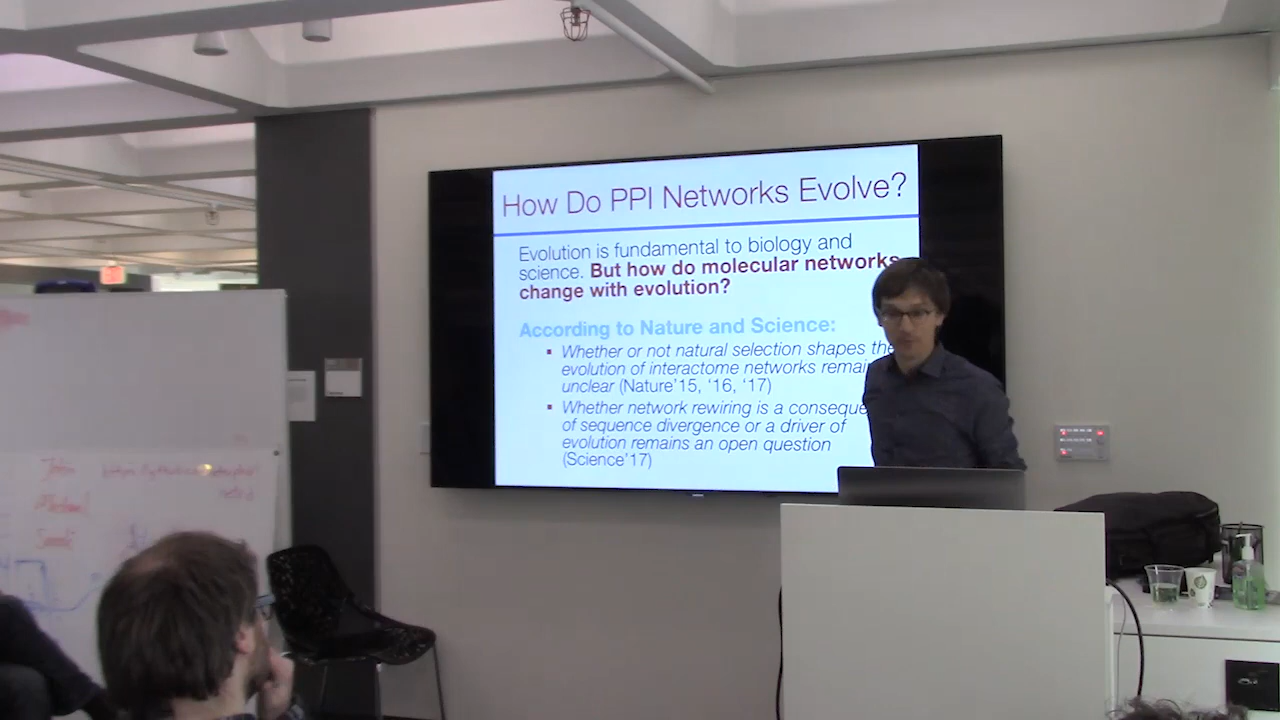 How Do PPI Networks Evolve?
Evolution is fundamental to biology and
science. But how do molecular networks
change with evolution?
According to Nature and Science:
▪ Whether or not natural selection shapes the
evolution of interactome networks remai
unclear (Nature'15, '16, '17)
▪ Whether network rewiring is a conseque
of sequence divergence or a driver of
evolution remains an open question
(Science'17)
John
Michael